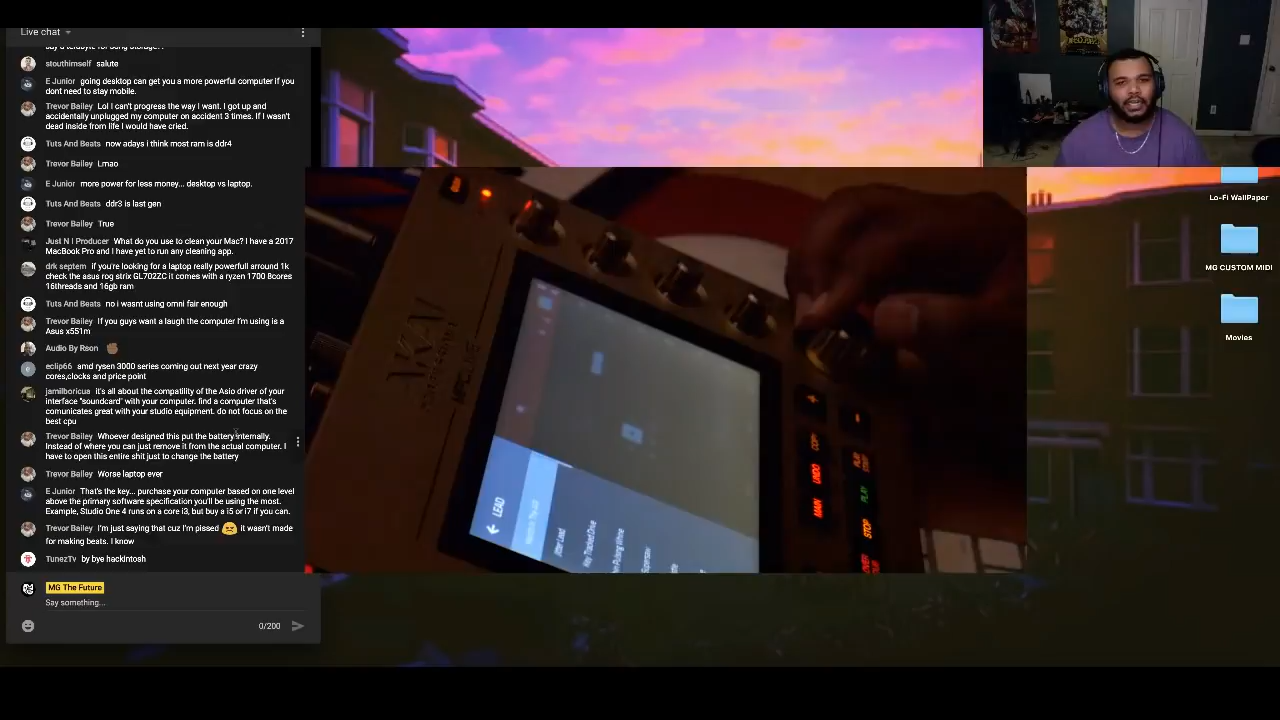 Live chat
stouthimself salute
E Junior going desktop can get you a more powerful computer if you
dont need to stay mobile.
Trevor Bailey Lol I can't progress the way I want. I got up and
accidentally unplugged my computer on accident 3 times. If I wasn't
dead inside from life I would have cried.
Tuts And Beats now adays i think most ram is ddr4
Trevor Bailey Lmao
E Junior more power for less money... desktop vs laptop.
Tuts And Beats ddr3 is last gen
Trevor Bailey True
Just N I Producer What do you use to clean your Mac? I have a 2017
MacBook Pro and I have yet to run any cleaning app.
drk septem if you're looking for a laptop really powerfull arround 1k
check the asus rog strix GL702ZC it comes with a ryzen 1700 8cores
16threads and 16gb ram
Tuts And Beats no i wasnt using omni fair enough
Trevor Bailey If you guys want a laugh the computer I'm using is a
Asus x551m
Audio By Rson
eclip66 amd rysen 3000 series coming out next year crazy
cores,clocks and price point
jamilboricua it's all about the compatility of the Asio driver of your
interface "soundcard" with your computer. find a computer that's
comunicates great with your studio equipment. do not focus on the
best cpu
Trevor Bailey Whoever designed this put the battery internally.
Instead of where you can just remove it from the actual computer. I
have to open this entire shit just to change the battery
Trevor Bailey Worse laptop ever
E Junior That's the key... purchase your computer based on one level
above the primary software specification you'll be using the most.
Example, Studio One 4 runs on a core i3, but buy a i5 or i7 if you can.
Trevor Bailey I'm just saying that cuz I'm pissed 😠 it wasn't made
for making beats. I know
TunezTv by bye hackintosh
MG The Future
Say something...
0/200
LEAD
Jitter Lead
Supersaw
COPY
UNDO
MAIN
PLAY
STOP
OVER
Lo-Fi WallPaper
MG CUSTOM MIDI
Movies